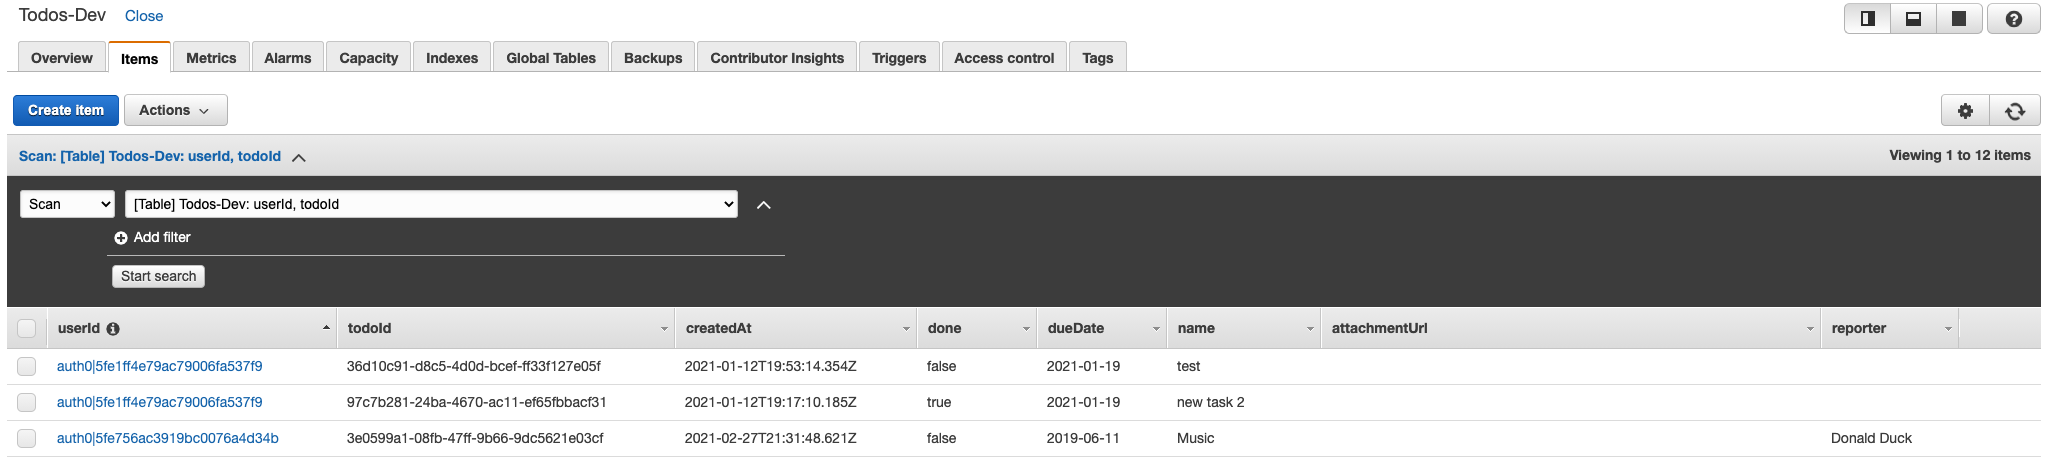 Todos-Dev Close
Overview Items Metrics Alarms Capacity Indexes Global Tables Backups Contributor Insights Triggers Access control Tags
Create item Actions
Scan: [Table] Todos-Dev: userId, todoId Viewing 1 to 12 items
Scan [Table] Todos-Dev: userId, todoId
Add filter
Start search
userId todoId createdAt done dueDate name attachmentUrl reporter
auth0|5fe1ff4e79ac79006fa537f9 36d10c91-d8c5-4d0d-bcef-ff33f127e05f 2021-01-12T19:53:14.354Z false 2021-01-19 test
auth0|5fe1ff4e79ac79006fa537f9 97c7b281-24ba-4670-ac11-ef65fbbacf31 2021-01-12T19:17:10.185Z true 2021-01-19 new task 2
auth0|5fe756ac3919bc0076a4d34b 3e0599a1-08fb-47ff-9b66-9dc5621e03cf 2021-02-27T21:31:48.621Z false 2019-06-11 Music Donald Duck